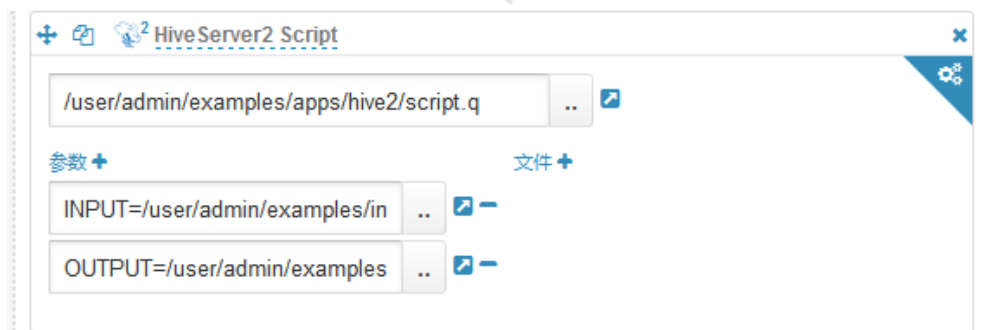 2 HiveServer2 Script
/user/admin/examples/apps/hive2/script.q ..
参数 文件
INPUT=/user/admin/examples/in ..
OUTPUT=/user/admin/examples ..